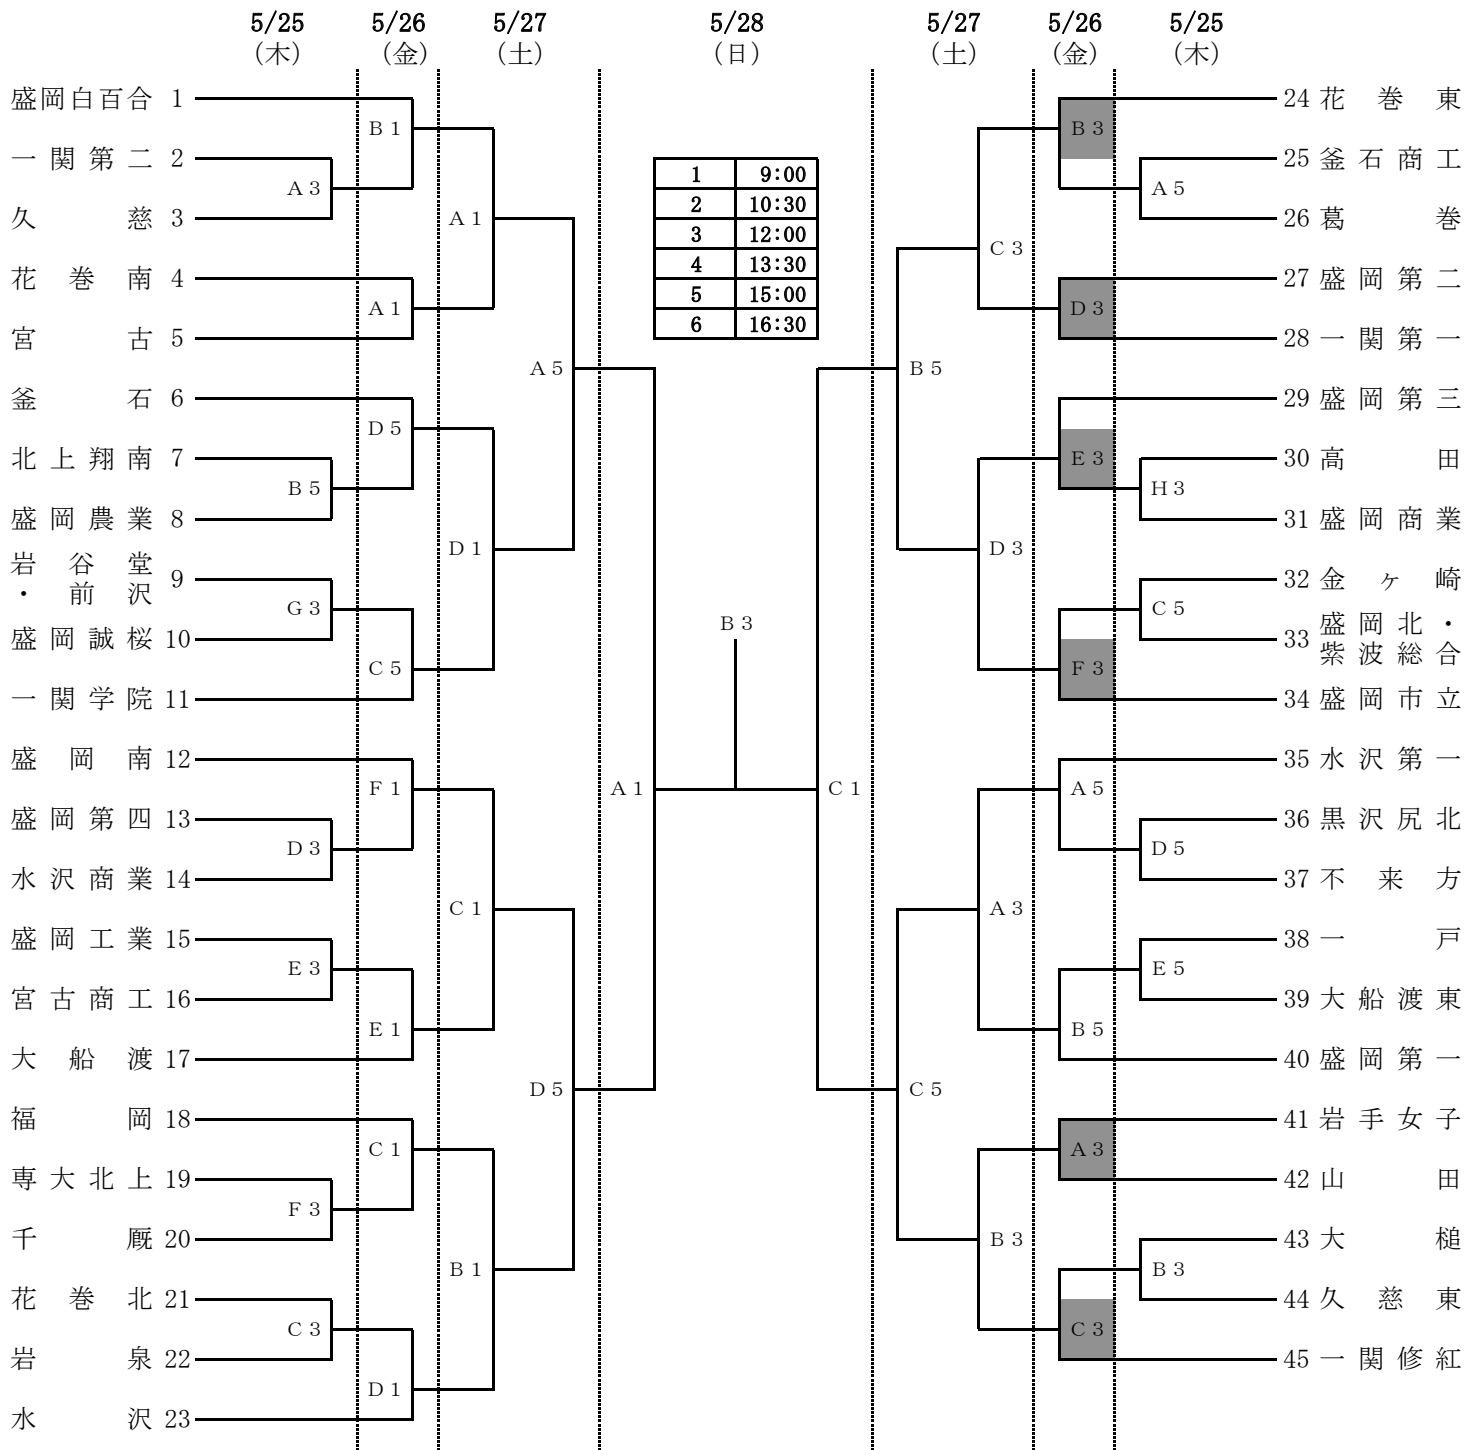 5/25 5/26 5/27 5/28 5/27 5/26 5/25
(木) (金) (土) (日) (土) (金) (木)
盛岡白百合 1
B 1
一関第二 2
A 3
久慈 3
A 1
花巻南 4
A 1
宮古 5
A 5
釜石 6
D 5
北上翔南 7
B 5
盛岡農業 8
D 1
岩谷堂
・前沢 9
G 3
盛岡誠桜 10
C 5
一関学院 11
盛岡南 12
F 1
A 1
盛岡第四 13
D 3
水沢商業 14
C 1
盛岡工業 15
E 3
宮古商工 16
E 1
大船渡 17
D 5
福岡 18
C 1
専大北上 19
F 3
千厩 20
B 1
花巻北 21
C 3
岩泉 22
D 1
水沢 23
1 9:00
2 10:30
3 12:00
4 13:30
5 15:00
6 16:30
B 3
24 花巻東
B 3
25 釜石商工
A 5
26 葛巻
C 3
27 盛岡第二
D 3
28 一関第一
B 5
29 盛岡第三
E 3
30 高田
H 3
31 盛岡商業
D 3
32 金ヶ崎
C 5
33 盛岡北・
紫波総合
F 3
34 盛岡市立
35 水沢第一
C 1
A 5
36 黒沢尻北
D 5
37 不来方
A 3
38 一戸
E 5
39 大船渡東
B 5
40 盛岡第一
C 5
41 岩手女子
A 3
42 山田
B 3
43 大槌
B 3
44 久慈東
C 3
45 一関修紅